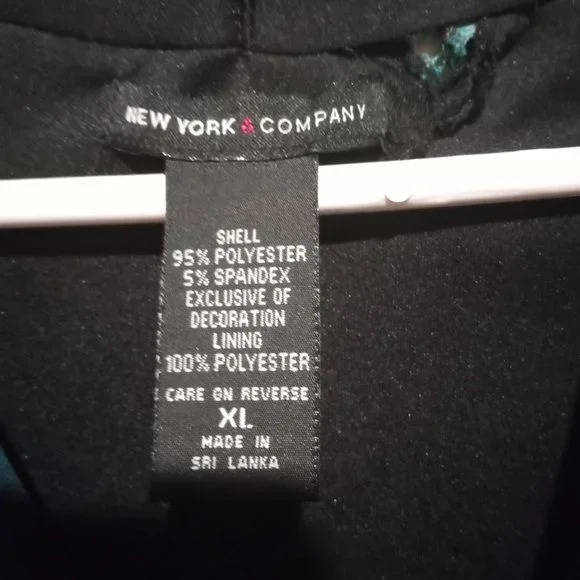 NEW YORK & COMPANY
SHELL
95% POLYESTER
5% SPANDEX
EXCLUSIVE OF
DECORATION
LINING
100% POLYESTER
CARE ON REVERSE
XL
MADE IN
SRI LANKA